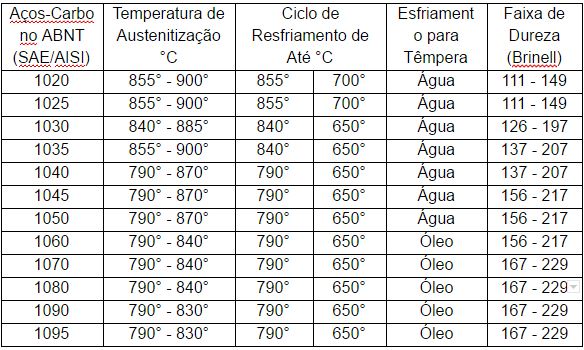 Aços-Carbo
no ABNT
(SAE/AISI)
Temperatura de
Austenitização
°C
Ciclo de
Resfriamento de
Até °C
Esfriament
o para
Têmpera
Faixa de
Dureza
(Brinell)
1020 855° - 900° 855° 700° Água 111 - 149
1025 855° - 900° 855° 700° Água 111 - 149
1030 840° - 885° 840° 650° Água 126 - 197
1035 855° - 900° 840° 650° Água 137 - 207
1040 790° - 870° 790° 650° Água 137 - 207
1045 790° - 870° 790° 650° Água 156 - 217
1050 790° - 870° 790° 650° Água 156 - 217
1060 790° - 840° 790° 650° Óleo 156 - 217
1070 790° - 840° 790° 650° Óleo 167 - 229
1080 790° - 840° 790° 650° Óleo 167 - 229
1090 790° - 830° 790° 650° Óleo 167 - 229
1095 790° - 830° 790° 650° Óleo 167 - 229